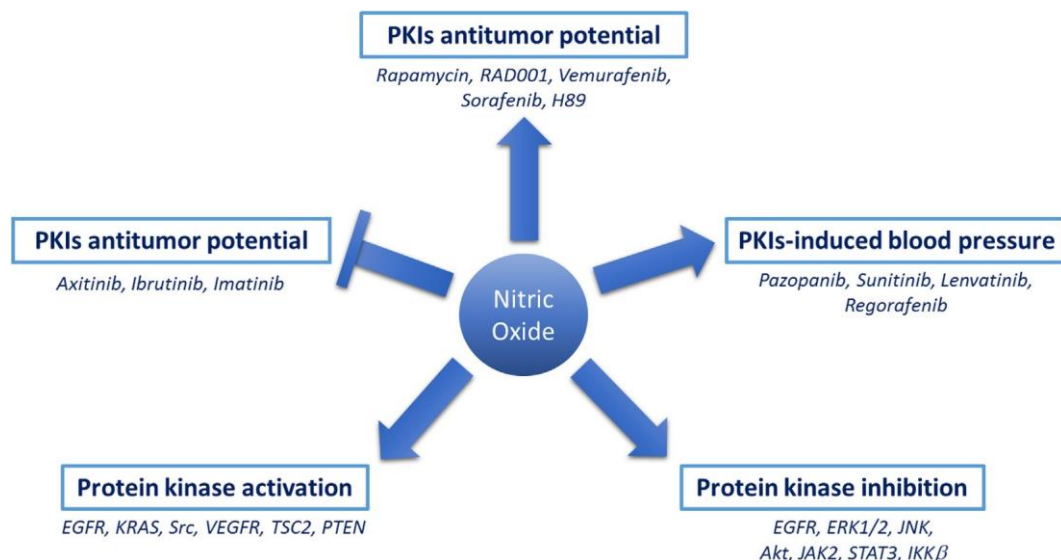 PKIs antitumor potential
Rapamycin, RAD001, Vemurafenib,
Sorafenib, H89
PKIs antitumor potential
Axitinib, Ibrutinib, Imatinib
PKIs-induced blood pressure
Pazopanib, Sunitinib, Lenvatinib,
Regorafenib
Nitric
Oxide
Protein kinase activation
EGFR, KRAS, Src, VEGFR, TSC2, PTEN
Protein kinase inhibition
EGFR, ERK1/2, JNK,
Akt, JAK2, STAT3, IKKβ